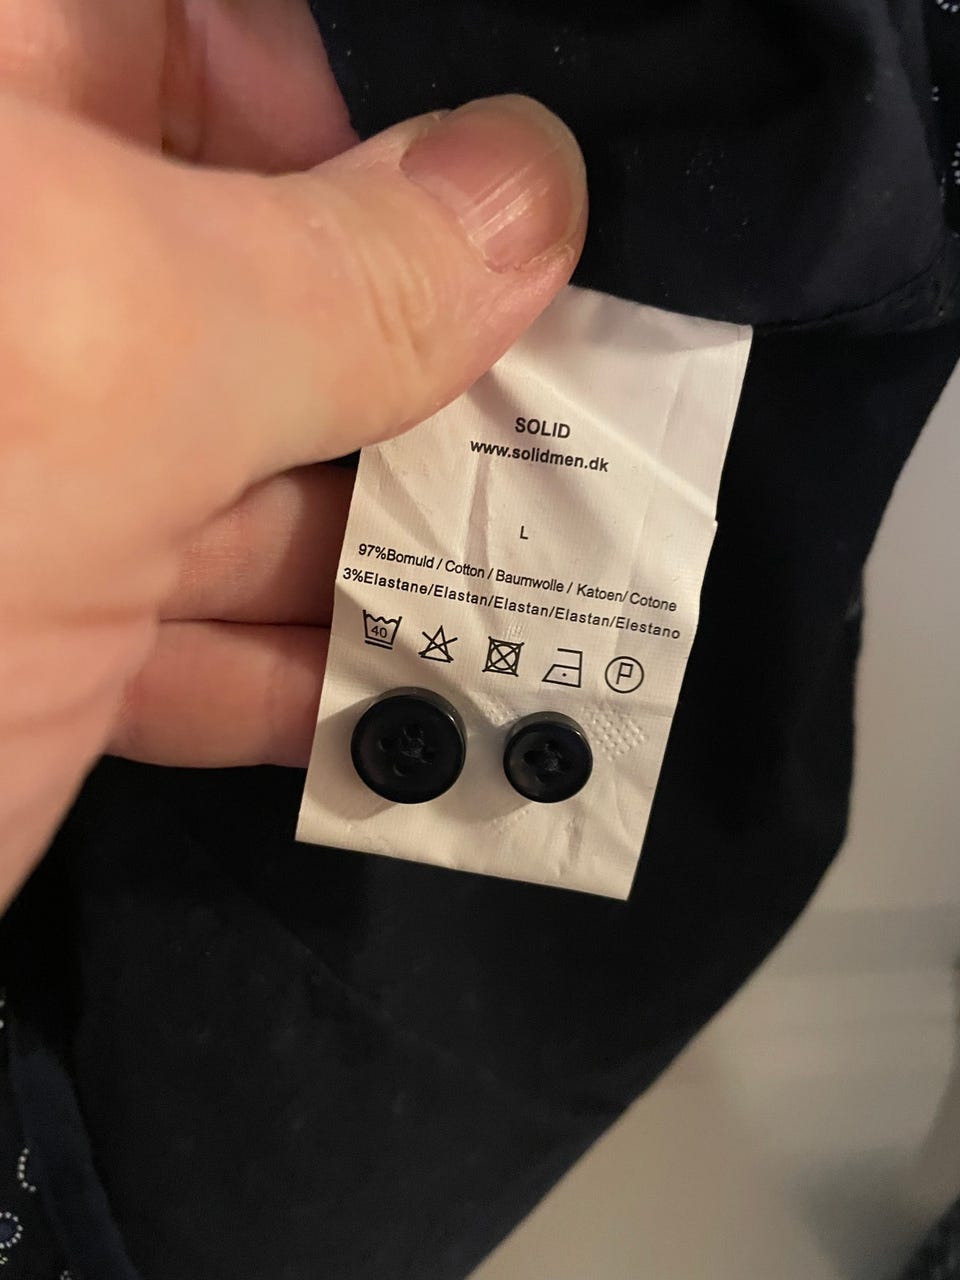 SOLID
www.solidmen.dk
L
97%Bomuld / Cotton / Baumwolle / Katoen/ Cotone
3%Elastane/Elastan/Elastan/Elastan/Elestano
40
P